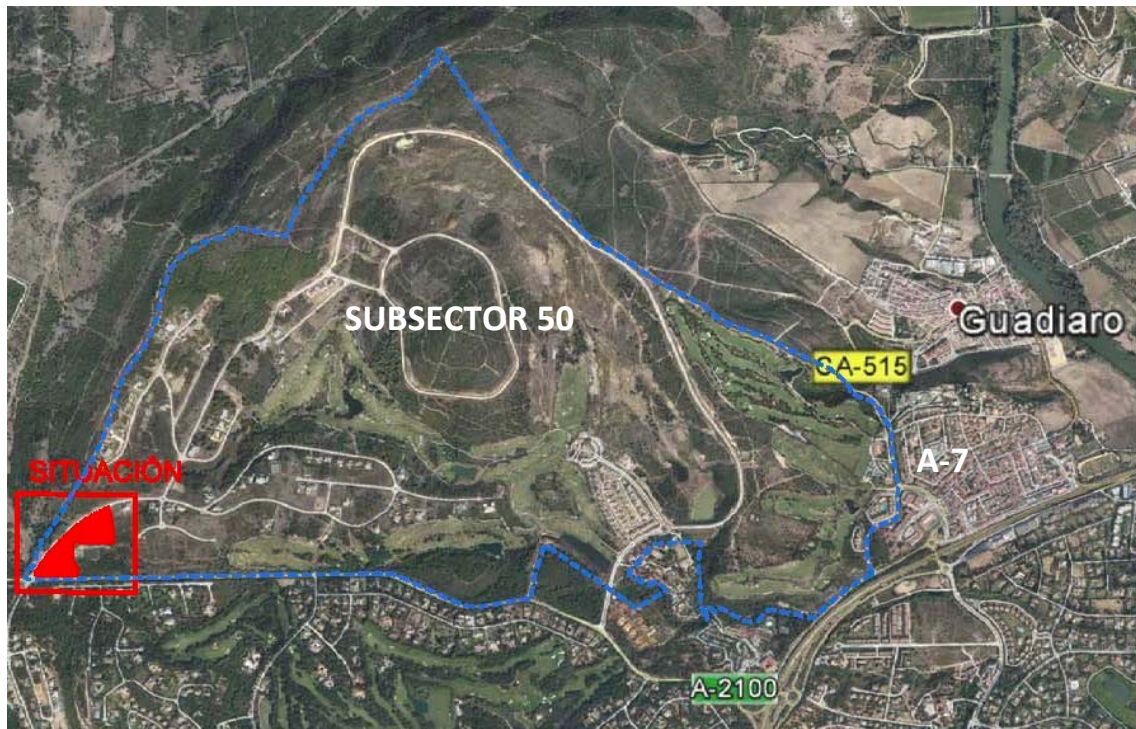 SUBSECTOR 50
Guadiaro
CA-515
A-7
SITUACIÓN
A-2100